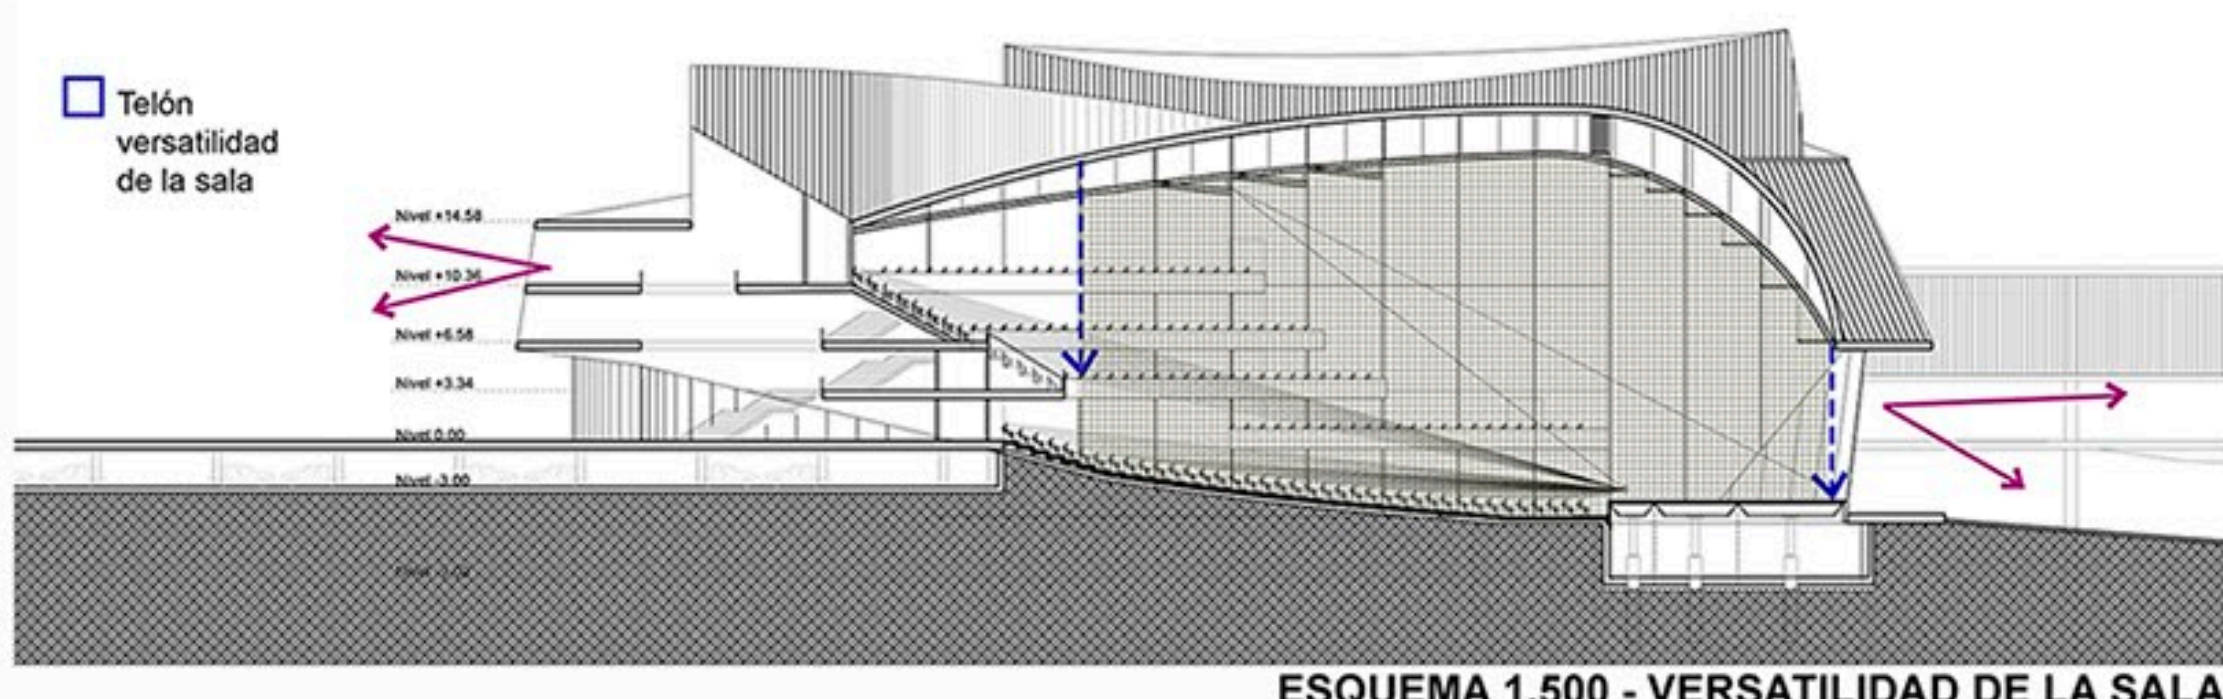 Telón
versatilidad
de la sala
Nivel +14.58
Nivel +10.36
Nivel +6.58
Nivel +3.34
Nivel 0.00
Nivel -3.00
ESQUEMA 1.500 - VERSATILIDAD DE LA SALA